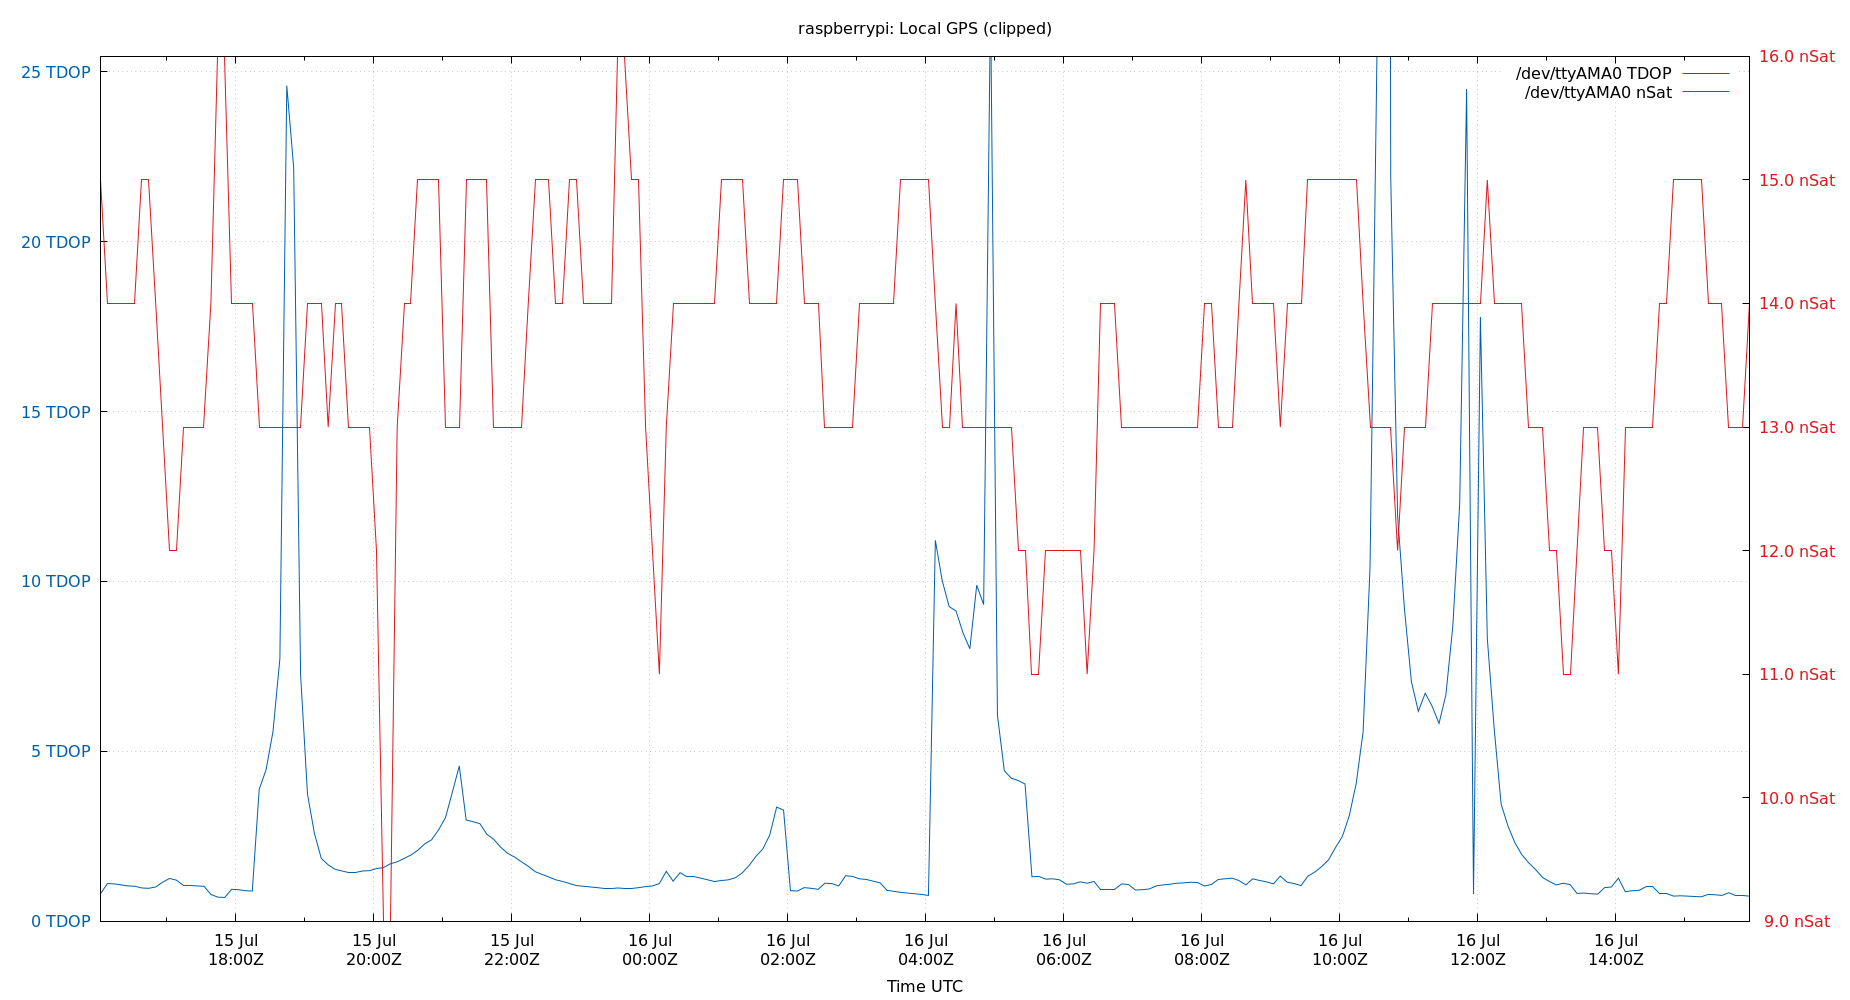 raspberrypi: Local GPS (clipped)
/dev/ttyAMA0 TDOP
/dev/ttyAMA0 nSat
25 TDOP
20 TDOP
15 TDOP
10 TDOP
5 TDOP
0 TDOP
16.0 nSat
15.0 nSat
14.0 nSat
13.0 nSat
12.0 nSat
11.0 nSat
10.0 nSat
9.0 nSat
15 Jul
18:00Z
15 Jul
20:00Z
15 Jul
22:00Z
16 Jul
00:00Z
16 Jul
02:00Z
16 Jul
04:00Z
16 Jul
06:00Z
16 Jul
08:00Z
16 Jul
10:00Z
16 Jul
12:00Z
16 Jul
14:00Z
Time UTC